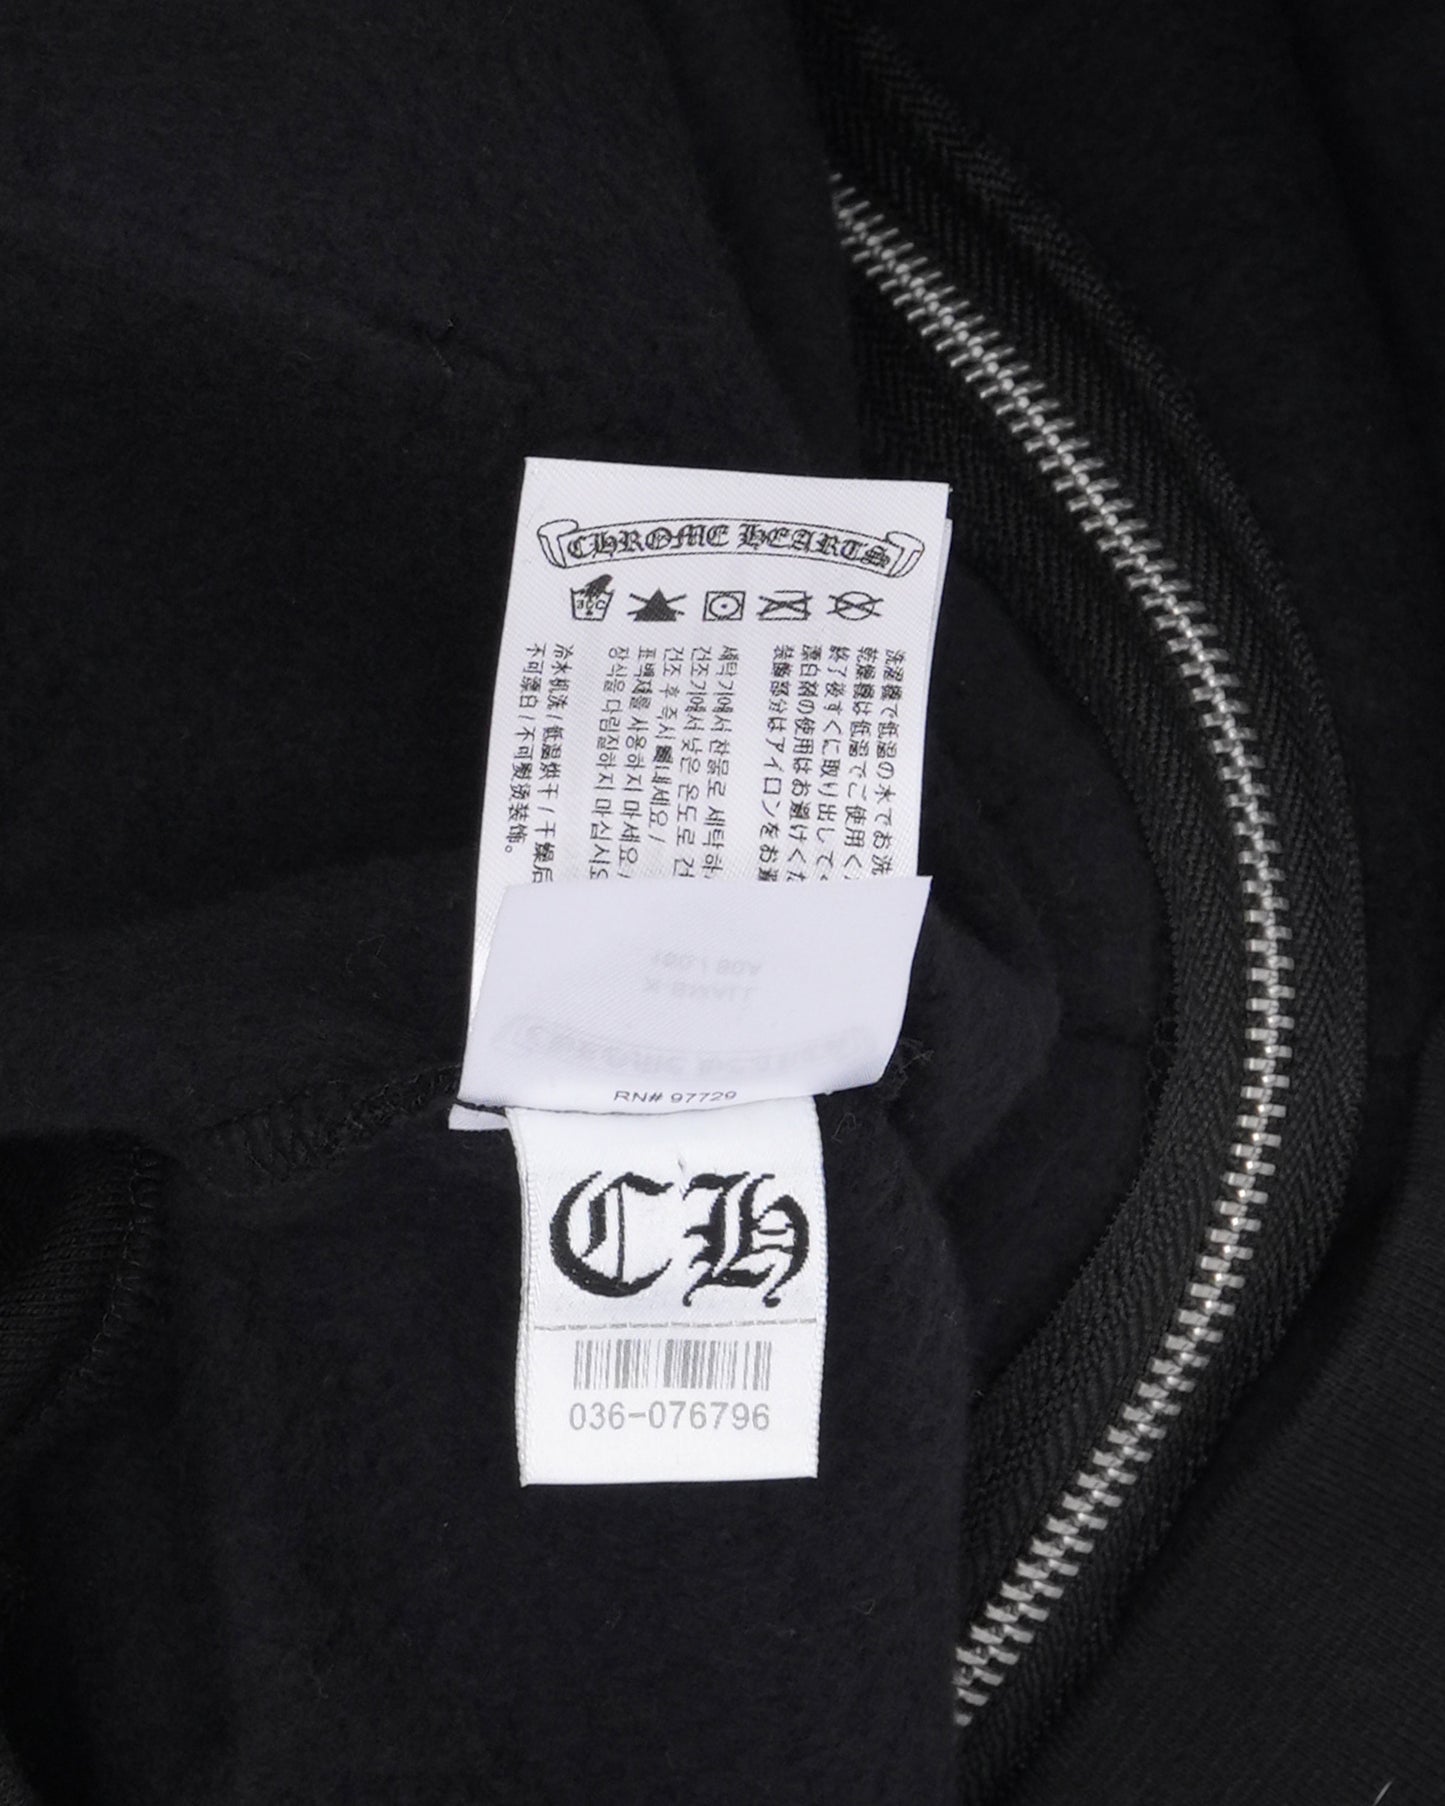 CHROME HEARTS
洗濯機で低温の水でお洗
乾燥機は低温でご使用く
終了後すぐに取り出して
漂白剤の使用はお避けくだ
装飾部分はアイロンをお避
세탁기에서 찬물로 세탁 하
건조기에서 낮은 온도로 건
건조 후 즉시 빼내세요/
표백제를 사용하지 마세요/
장식을 다림질하지 마십시오
冷水机洗/低温烘干/干燥后
不可漂白/不可熨烫装饰。
RN# 97729
CH
036-076796